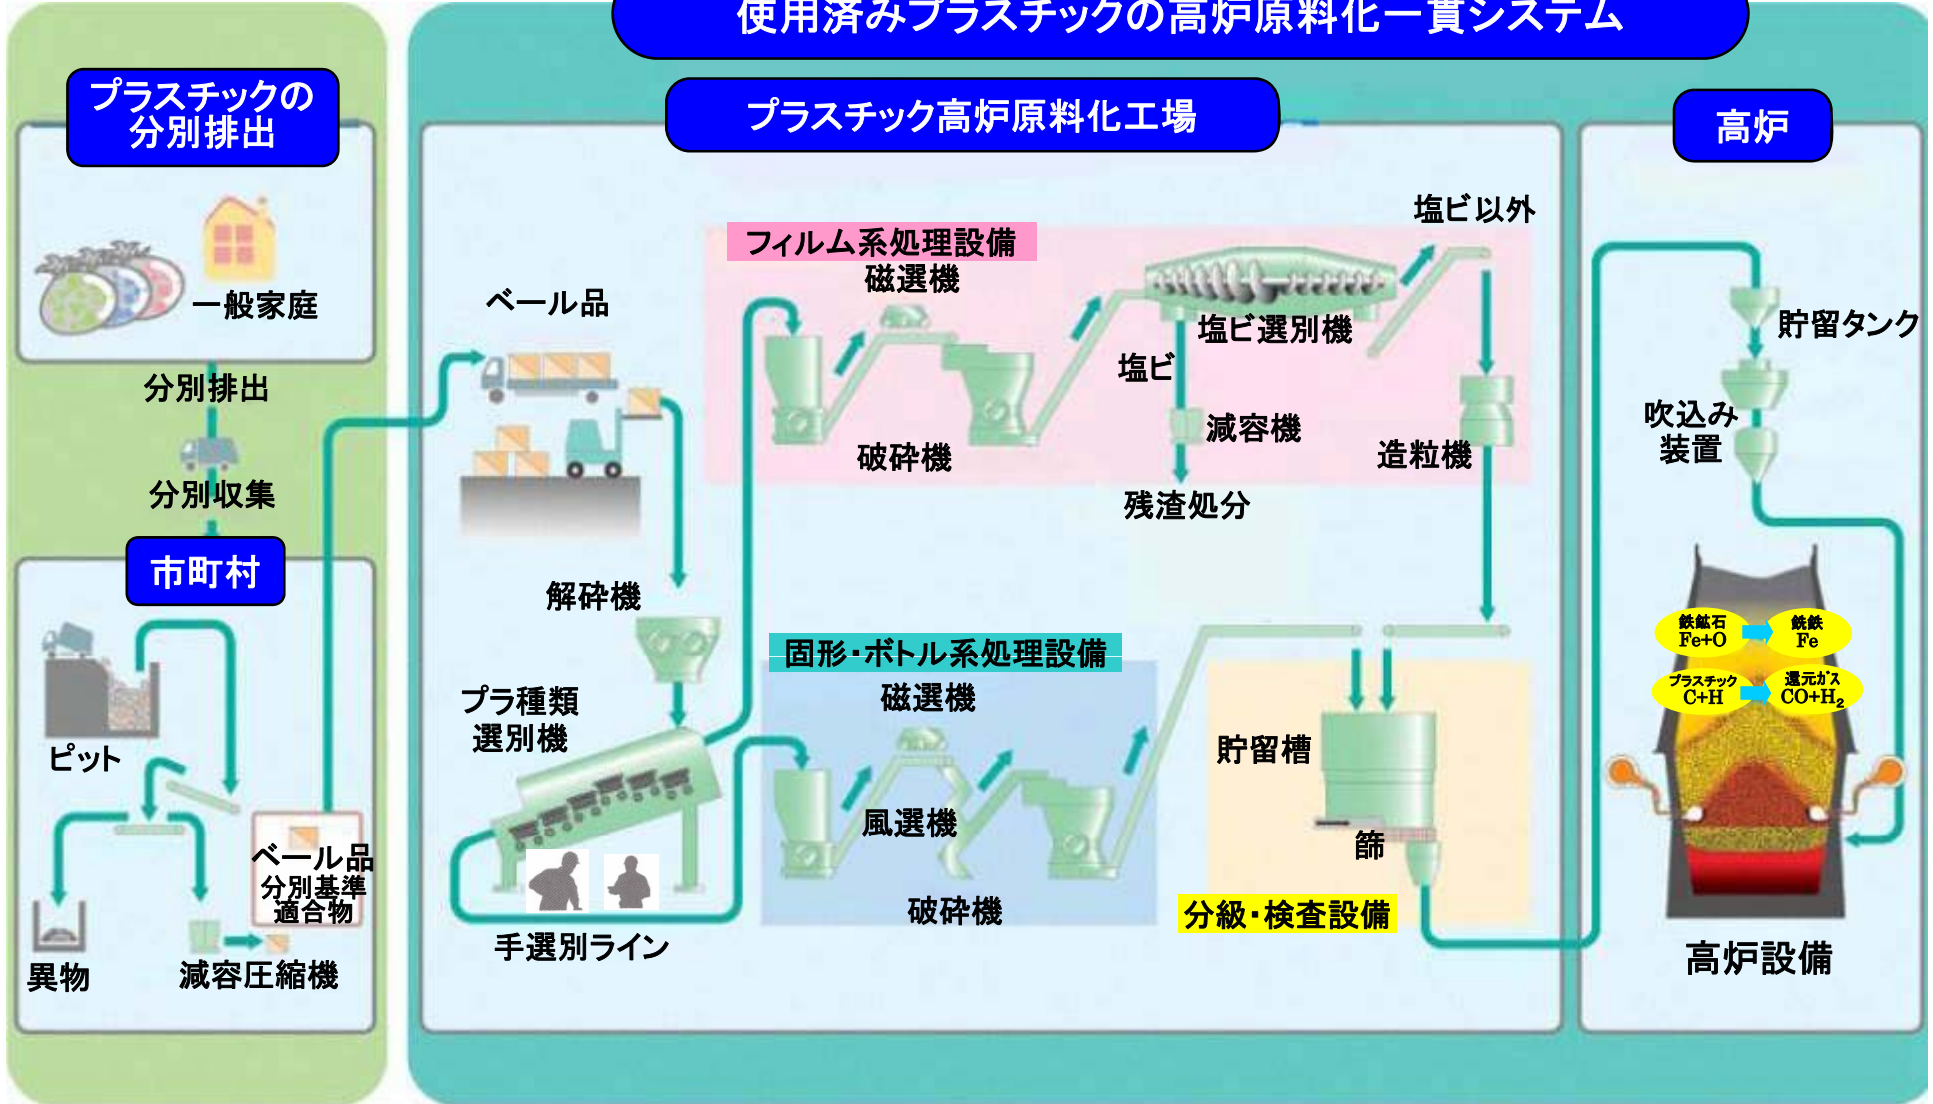 使用済みプラスチックの高炉原料化一貫システム
プラスチックの
分別排出
一般家庭
分別排出
分別収集
市町村
ピット
異物
減容圧縮機
ベール品
分別基準
適合物
プラスチック高炉原料化工場
ベール品
解砕機
プラ種類
選別機
手選別ライン
フィルム系処理設備
磁選機
破砕機
塩ビ選別機
塩ビ以外
塩ビ
減容機
残渣処分
造粒機
固形・ボトル系処理設備
磁選機
風選機
破砕機
貯留槽
篩
分級・検査設備
高炉
貯留タンク
吹込み
装置
鉄鉱石
Fe+O
銑鉄
Fe
プラスチック
C+H
還元ガス
CO+H₂
高炉設備